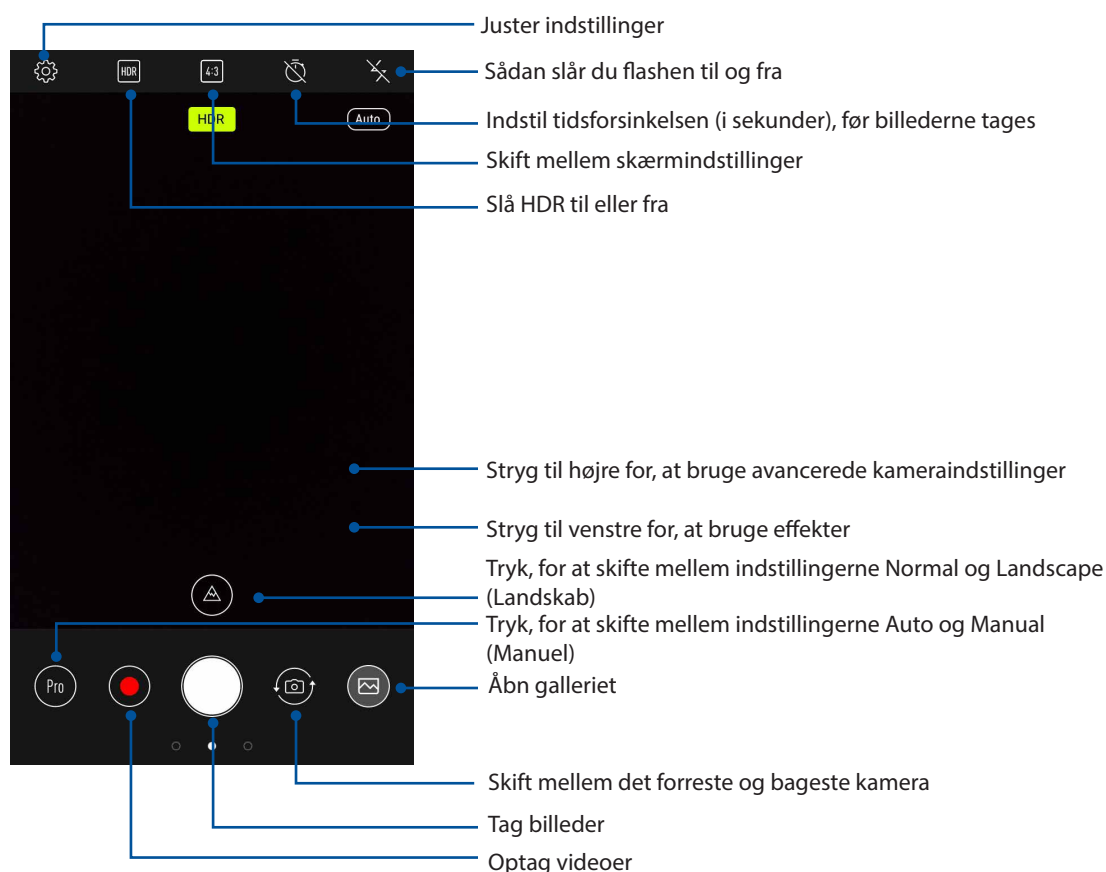 Juster indstillinger
HDR
4:3
Sådan slår du flashen til og fra
HDR
Auto
Indstil tidsforsinkelsen (i sekunder), før billederne tages
Skift mellem skærmindstillinger
Slå HDR til eller fra
Stryg til højre for, at bruge avancerede kameraindstillinger
Stryg til venstre for, at bruge effekter
Tryk, for at skifte mellem indstillingerne Normal og Landscape
(Landskab)
Tryk, for at skifte mellem indstillingerne Auto og Manual
(Manuel)
Pro
Åbn galleriet
Skift mellem det forreste og bageste kamera
Tag billeder
Optag videoer